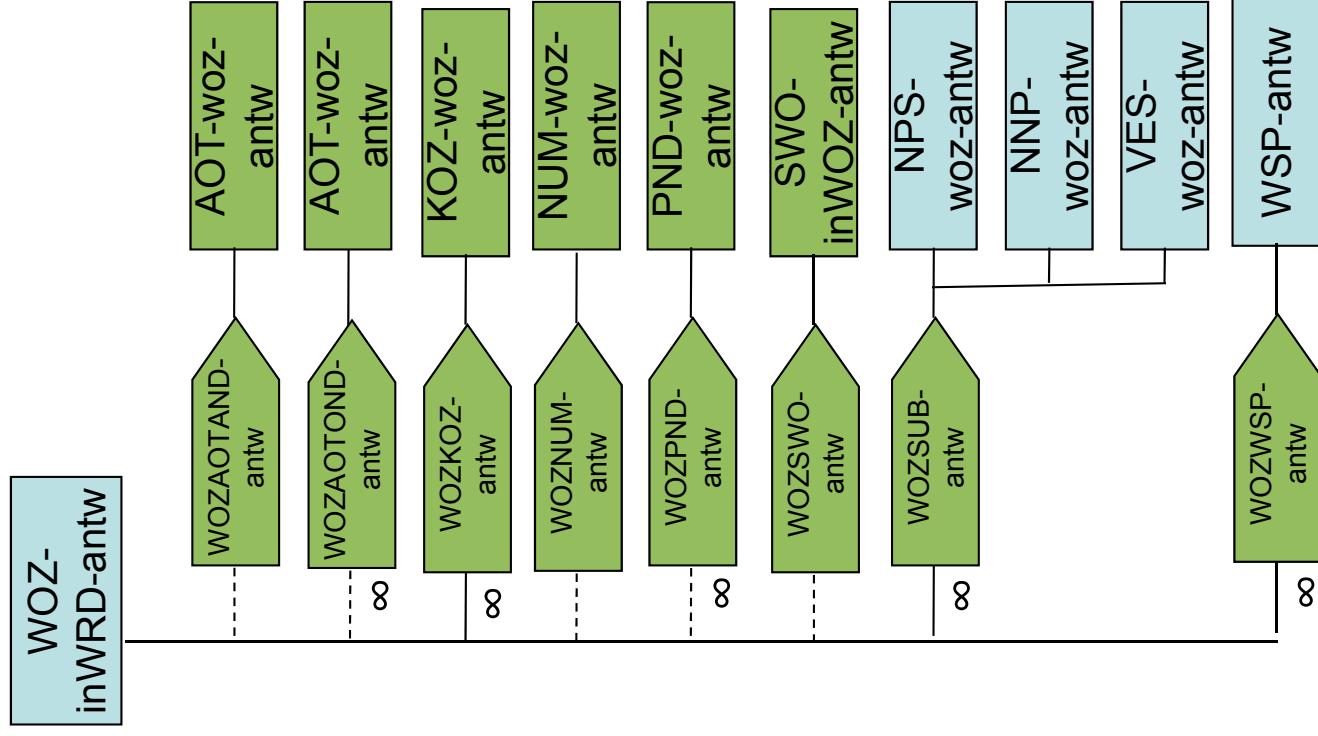 WOZ-
inWRD-antw
WOZAOTAND-
antw
AOT-woz-
antw
WOZAOTOND-
antw
∞
AOT-woz-
antw
WOZKOZ-
antw
∞
KOZ-woz-
antw
WOZNUM-
antw
NUM-woz-
antw
WOZPND-
antw
∞
PND-woz-
antw
WOZSWO-
antw
SWO-
inWOZ-antw
WOZSUB-
antw
∞
NPS-
woz-antw
NNP-
woz-antw
VES-
woz-antw
WOZWSP-
antw
∞
WSP-antw